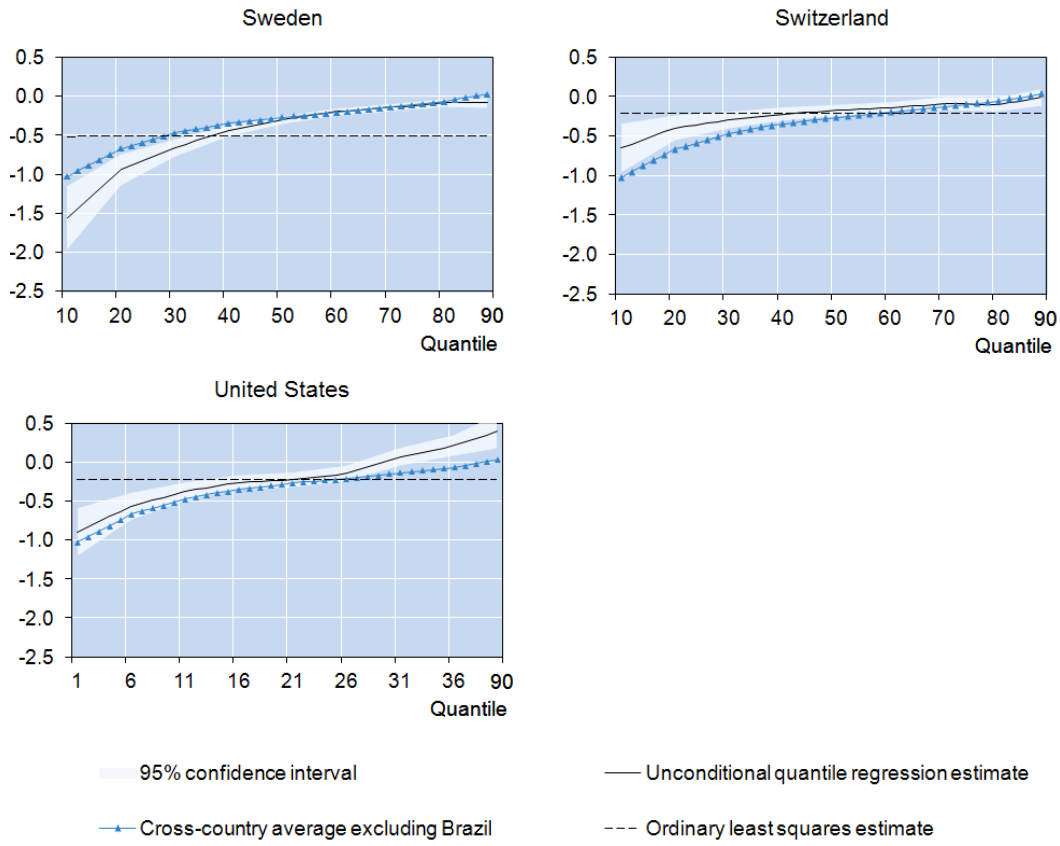 Sweden
0.5
0.0
-0.5
-1.0
-1.5
-2.0
-2.5
10 20 30 40 50 60 70 80 90
Quantile
Switzerland
0.5
0.0
-0.5
-1.0
-1.5
-2.0
-2.5
10 20 30 40 50 60 70 80 90
Quantile
United States
0.5
0.0
-0.5
-1.0
-1.5
-2.0
-2.5
1 6 11 16 21 26 31 36 90
Quantile
95% confidence interval
Unconditional quantile regression estimate
Cross-country average excluding Brazil
Ordinary least squares estimate